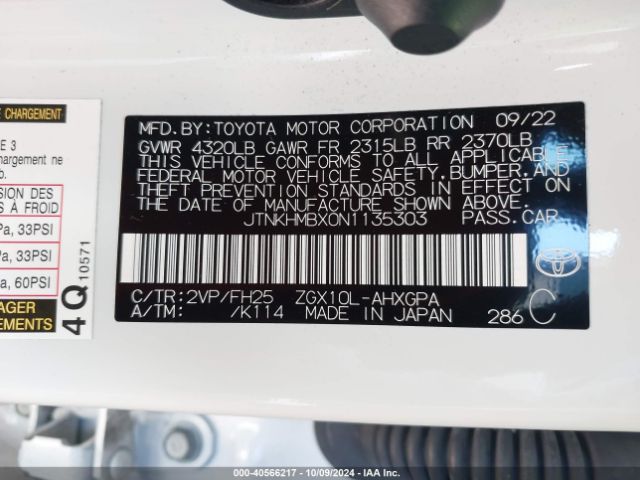 CHARGEMENT
E 3
hargement ne
b.
SION DES
S À FROID
Pa, 33PSI
Pa, 33PSI
a, 60PSI
AGER
EMENTS
4Q 10571
MFD.BY:TOYOTA MOTOR CORPORATION 09/22
GVWR 4320LB GAWR FR 2315LB RR 2370LB
THIS VEHICLE CONFORMS TO ALL APPLICABLE
FEDERAL MOTOR VEHICLE SAFETY,BUMPER,AND
THEFT PREVENTION STANDARDS IN EFFECT ON
THE DATE OF MANUFACTURE SHOWN ABOVE.
JTNKHMBX0N1135303 PASS.CAR
C/TR:2VP/FH25 ZGX10L-AHXGPA
A/TM: /K114 MADE IN JAPAN 286 C
000-40566217 - 10/09/2024 - IAA Inc.